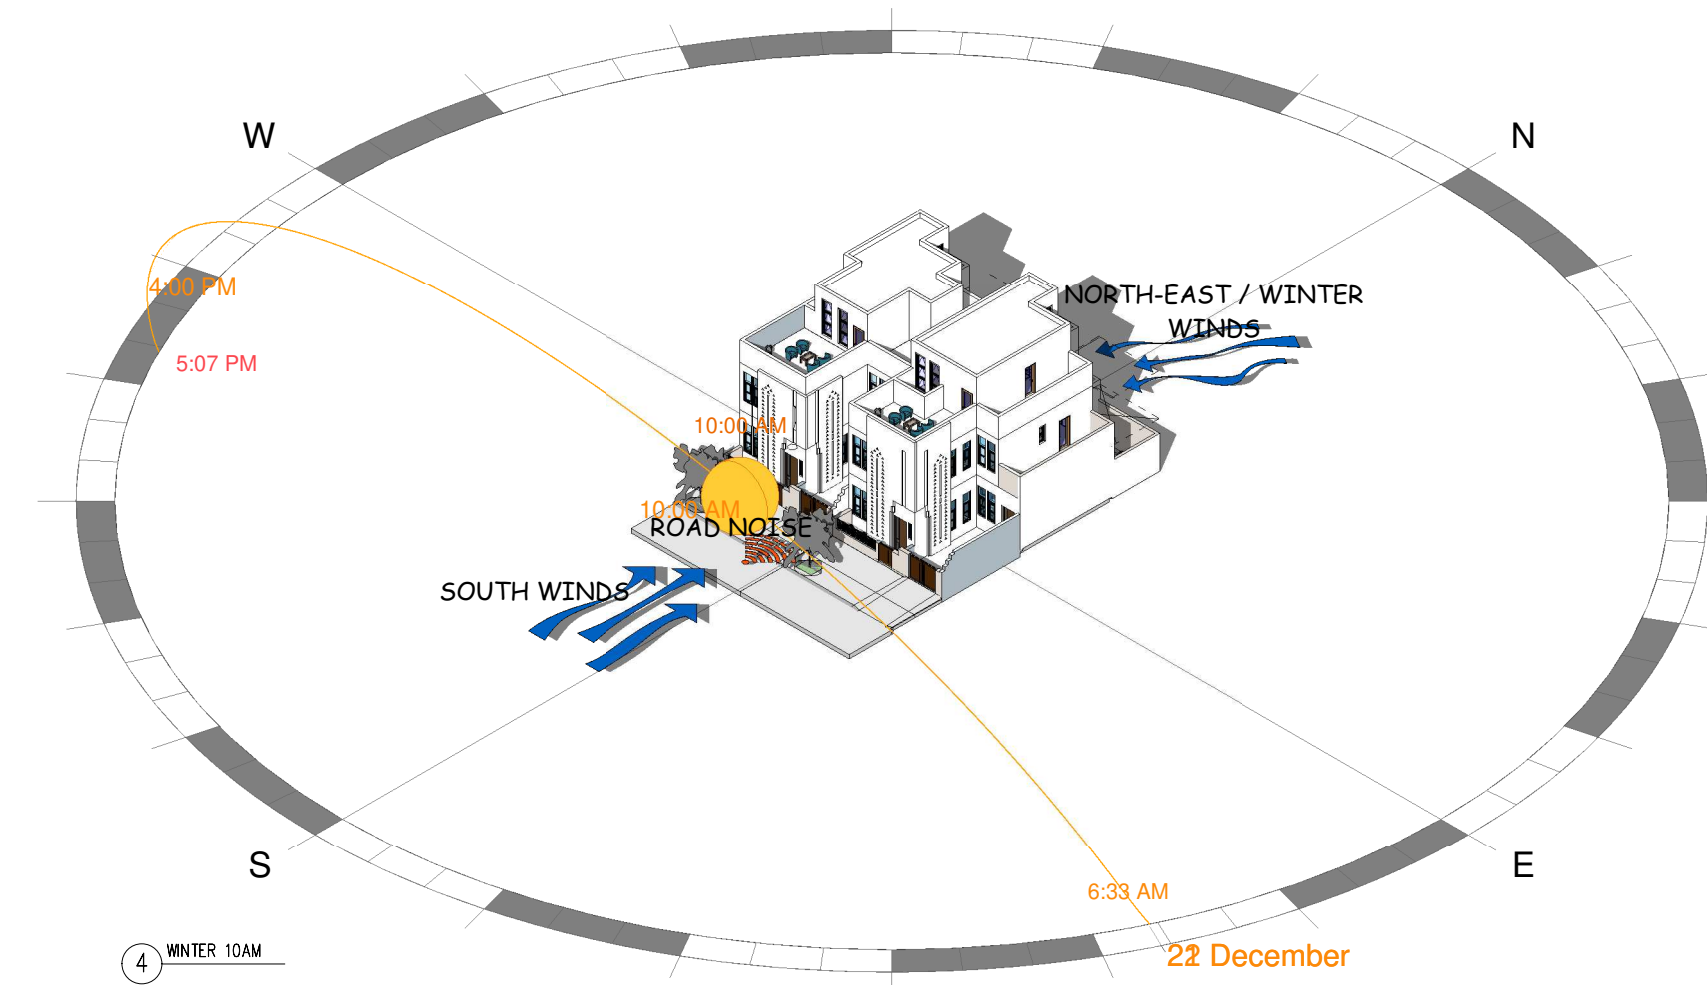 W
N
4:00 PM
5:07 PM
NORTH-EAST / WINTER
WINDS
10:00 AM
10:00 AM
ROAD NOISE
SOUTH WINDS
S
E
6:33 AM
December
4 WINTER 10AM